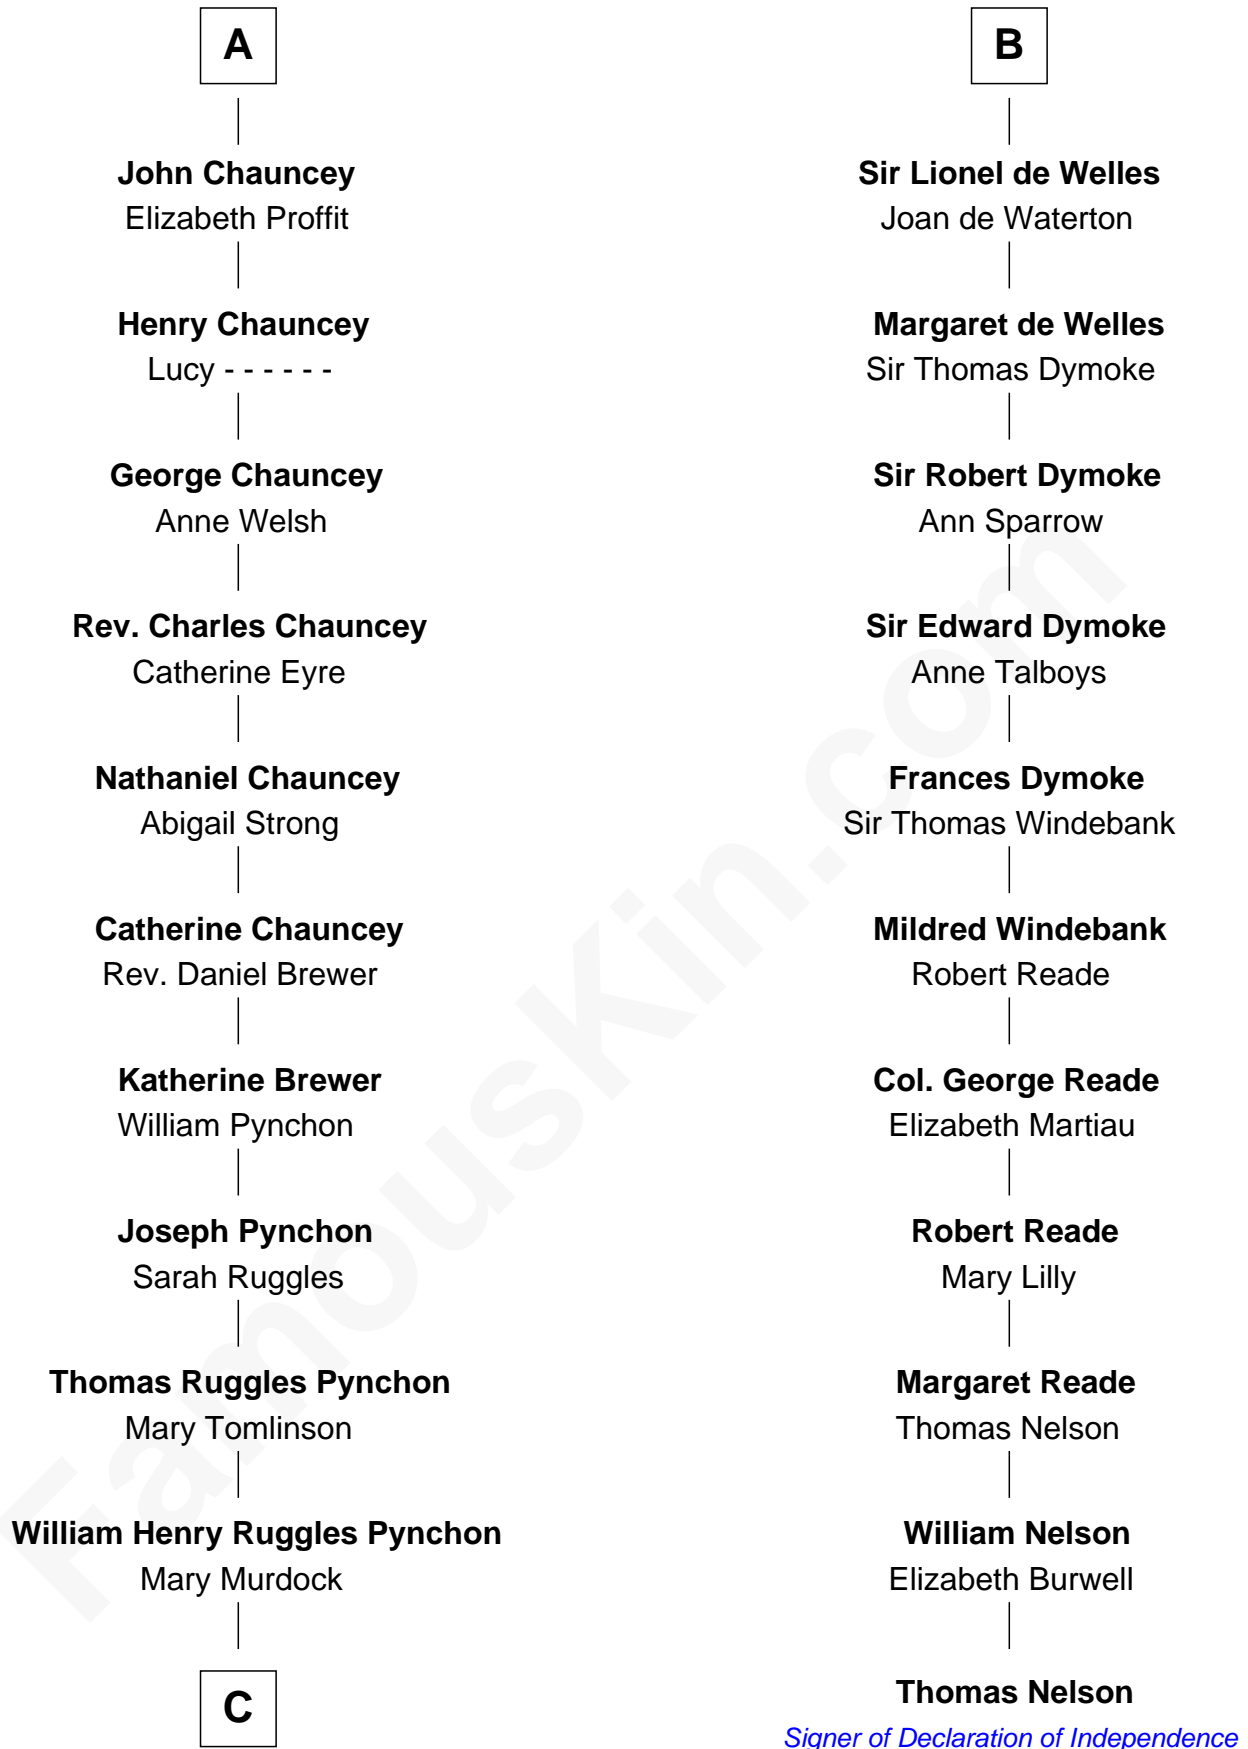 A
John Chauncey
Elizabeth Proffit
Henry Chauncey
Lucy - - - - - -
George Chauncey
Anne Welsh
Rev. Charles Chauncey
Catherine Eyre
Nathaniel Chauncey
Abigail Strong
Catherine Chauncey
Rev. Daniel Brewer
Katherine Brewer
William Pynchon
Joseph Pynchon
Sarah Ruggles
Thomas Ruggles Pynchon
Mary Tomlinson
William Henry Ruggles Pynchon
Mary Murdock
C
B
Sir Lionel de Welles
Joan de Waterton
Margaret de Welles
Sir Thomas Dymoke
Sir Robert Dymoke
Ann Sparrow
Sir Edward Dymoke
Anne Talboys
Frances Dymoke
Sir Thomas Windebank
Mildred Windebank
Robert Reade
Col. George Reade
Elizabeth Martiau
Robert Reade
Mary Lilly
Margaret Reade
Thomas Nelson
William Nelson
Elizabeth Burwell
Thomas Nelson
Signer of Declaration of Independence
FamousKin.com